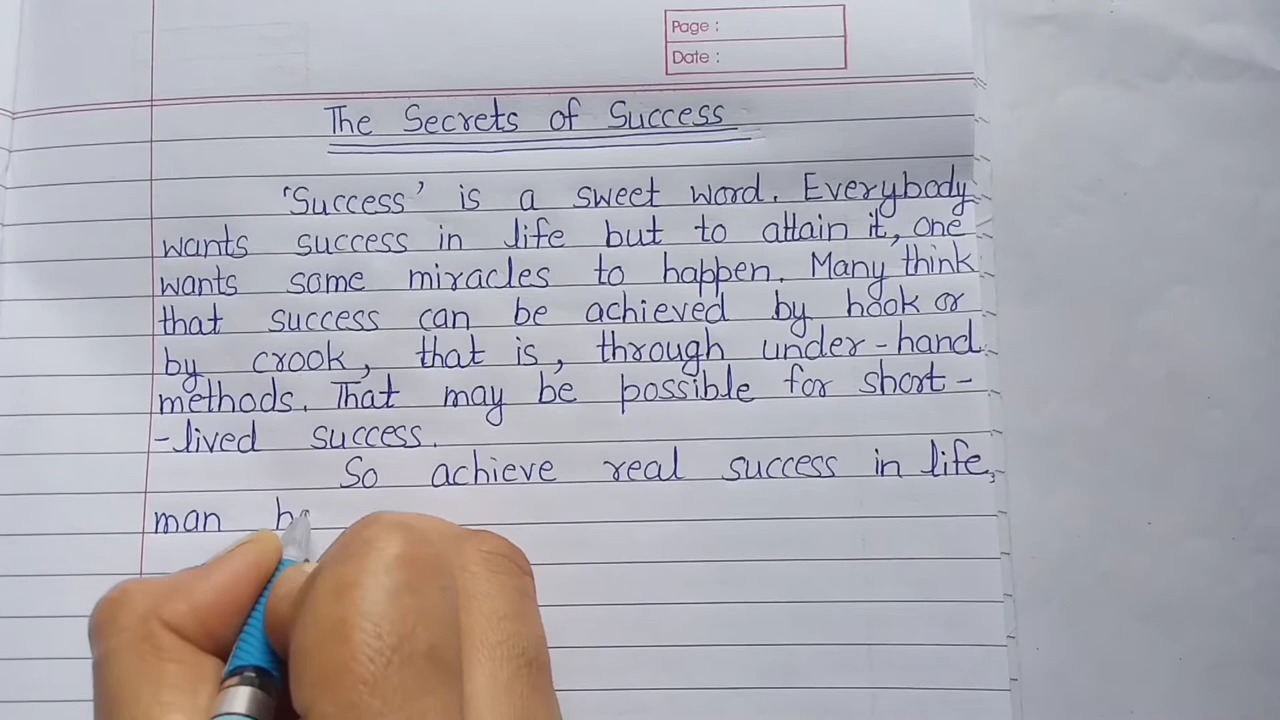 Page :
Date :
The Secrets of Success
'Success' is a sweet word. Everybody
wants success in life but to attain it, one
wants some miracles to happen. Many think
that success can be achieved by hook or
by crook, that is, through under-hand
methods. That may be possible for short-
-lived success.
So achieve real success in life,
man